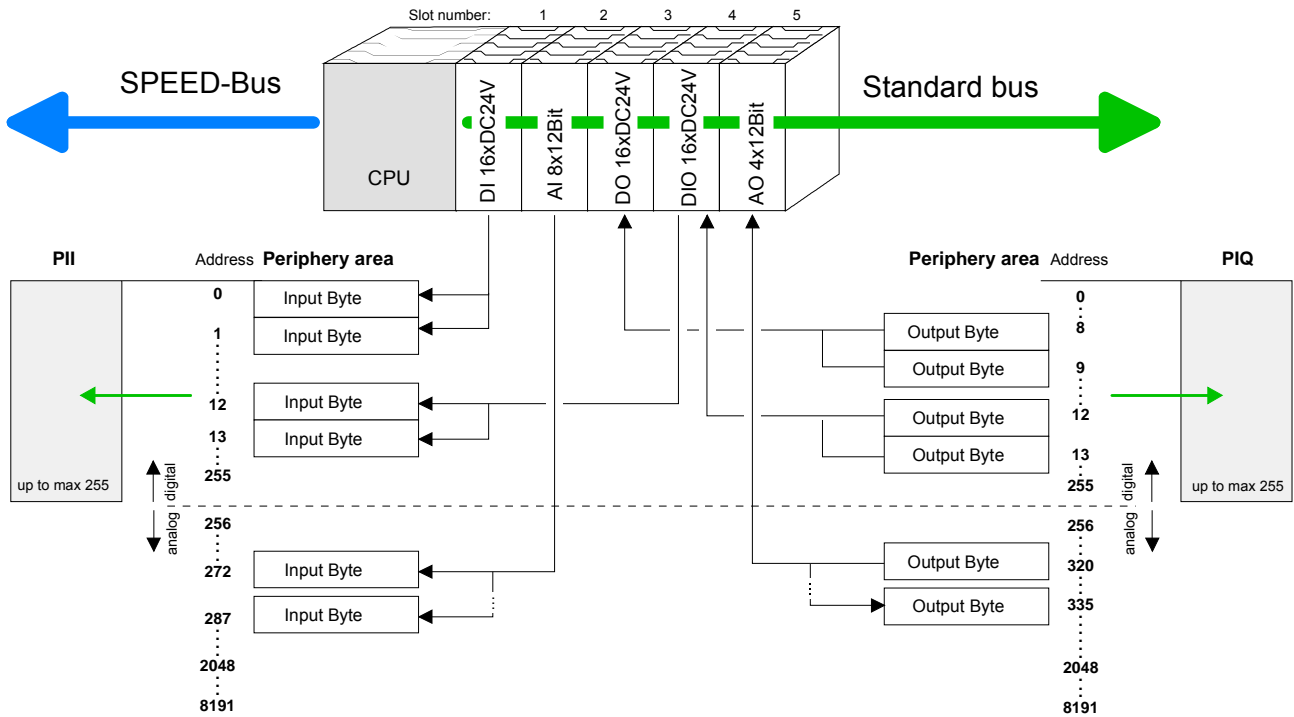 Slot number: 1 2 3 4 5
SPEED-Bus
Standard bus
CPU
DI 16xDC24V
AI 8x12Bit
DO 16xDC24V
DIO 16xDC24V
AO 4x12Bit
PII
Address Periphery area
0 Input Byte
1 Input Byte
12 Input Byte
13 Input Byte
255
up to max 255
digital
analog
256
272 Input Byte
287 Input Byte
2048
8191
Periphery area Address
PIQ
0
Output Byte 8
Output Byte 9
Output Byte 12
Output Byte 13
255
up to max 255
digital
analog
256
Output Byte 320
Output Byte 335
2048
8191